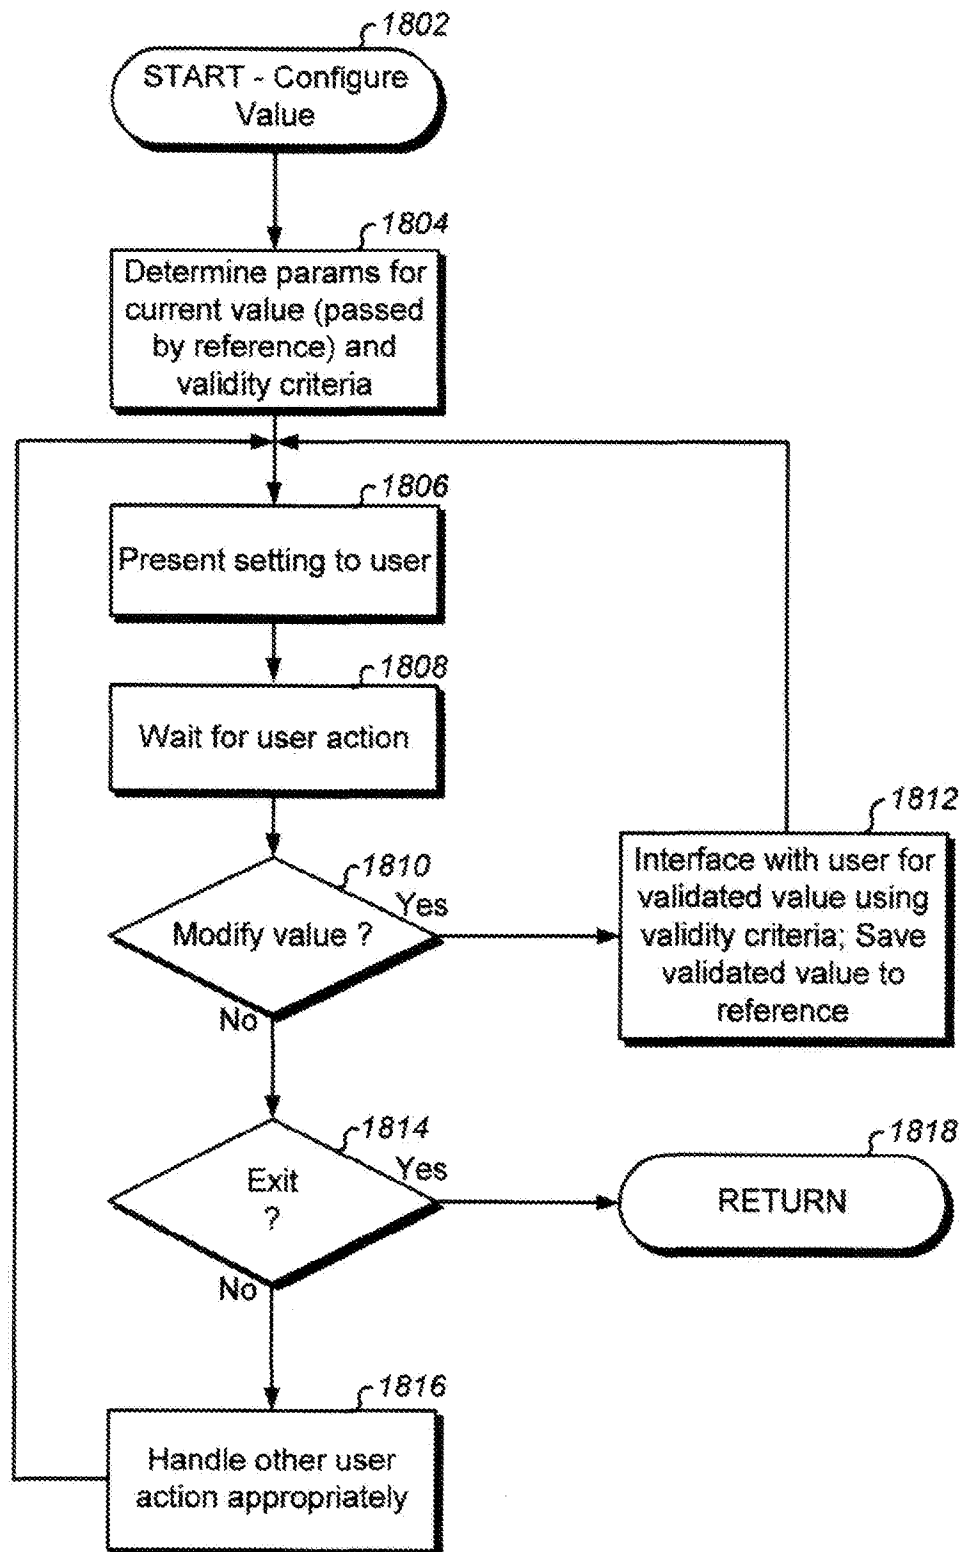 1802
START - Configure
Value
1804
Determine params for
current value (passed
by reference) and
validity criteria
1806
Present setting to user
1808
Wait for user action
1810
Modify value ?
Yes
No
1812
Interface with user for
validated value using
validity criteria; Save
validated value to
reference
1814
Exit
?
Yes
No
1818
RETURN
1816
Handle other user
action appropriately